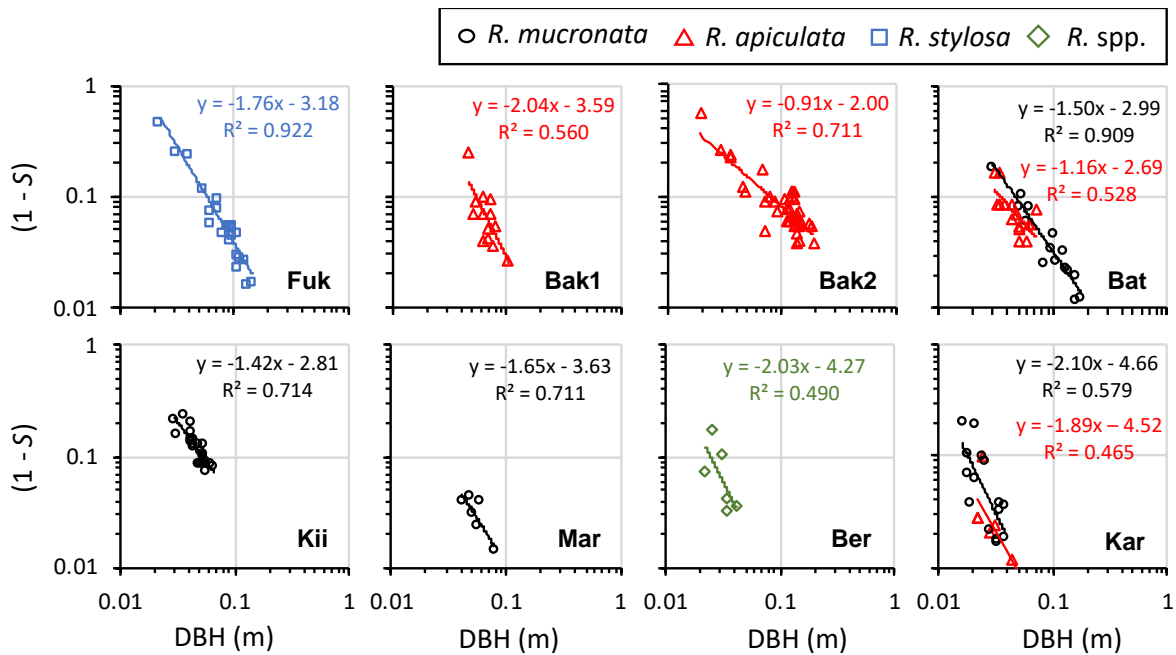 R. mucronata R. apiculata R. stylosa R. spp.
1
0.1
0.01
(1 - S)
y = -1.76x - 3.18
R² = 0.922
Fuk
y = -2.04x - 3.59
R² = 0.560
Bak1
y = -0.91x - 2.00
R² = 0.711
Bak2
y = -1.50x - 2.99
R² = 0.909
y = -1.16x - 2.69
R² = 0.528
Bat
1
0.1
0.01
(1 - S)
y = -1.42x - 2.81
R² = 0.714
Kii
y = -1.65x - 3.63
R² = 0.711
Mar
y = -2.03x - 4.27
R² = 0.490
Ber
y = -2.10x - 4.66
R² = 0.579
y = -1.89x – 4.52
R² = 0.465
Kar
0.01 0.1 1
0.01 0.1 1
0.01 0.1 1
0.01 0.1 1
DBH (m)
DBH (m)
DBH (m)
DBH (m)